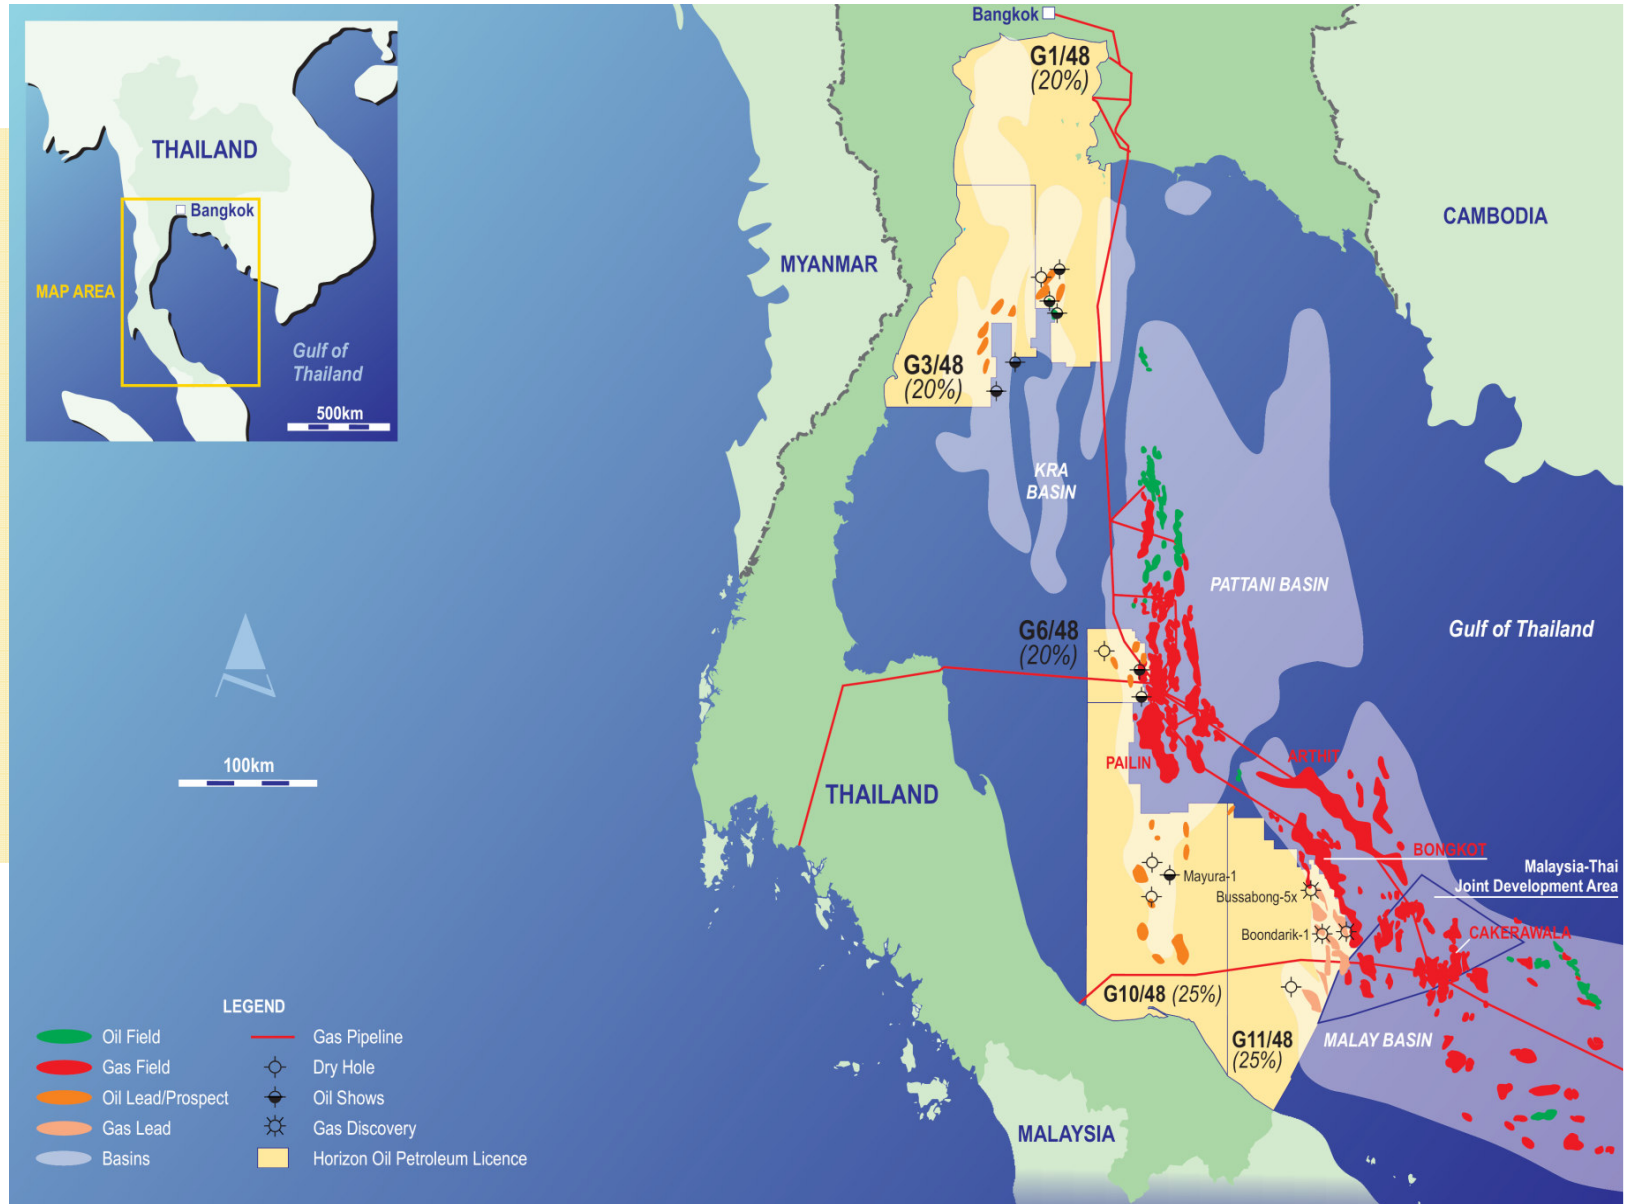 THAILAND
Bangkok
MAP AREA
Gulf of
Thailand
500km
Bangkok
G1/48
(20%)
CAMBODIA
MYANMAR
G3/48
(20%)
KRA
BASIN
PATTANI BASIN
G6/48
(20%)
Gulf of Thailand
100km
PAILIN
ARTHIT
THAILAND
BONGKOT
Malaysia-Thai
Joint Development Area
Mayura-1
Bussabong-5x
Boondarik-1
CAKERAWALA
G10/48 (25%)
G11/48
(25%)
MALAY BASIN
MALAYSIA
LEGEND
Oil Field
Gas Field
Oil Lead/Prospect
Gas Lead
Basins
Gas Pipeline
Dry Hole
Oil Shows
Gas Discovery
Horizon Oil Petroleum Licence